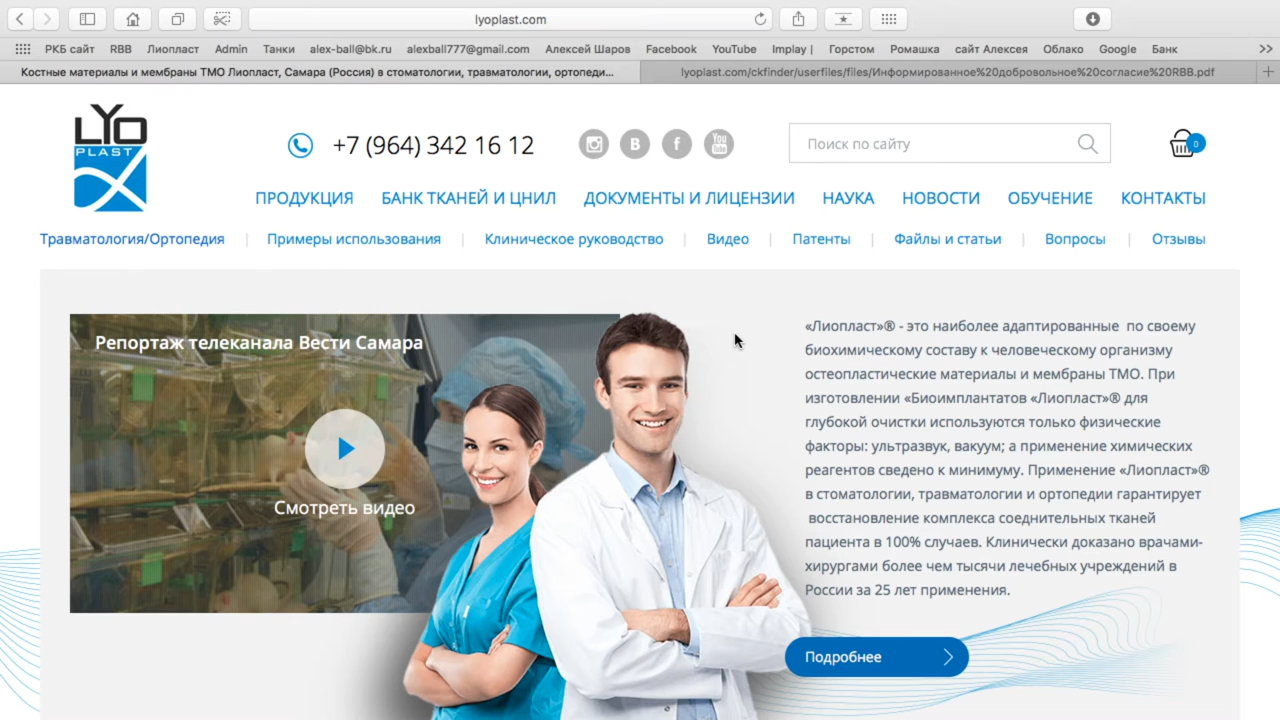 lyoplast.com
РКБ сайт RBB Лиопласт Admin Танки alex-ball@bk.ru alexball777@gmail.com Алексей Шаров Facebook YouTube Implay | Горстом Ромашка сайт Алексея Облако Google Банк
Костные материалы и мембраны ТМО Лиопласт, Самара (Россия) в стоматологии, травматологии, ортопеди...
lyoplast.com/ckfinder/userfiles/files/Информированное%20добровольное%20согласие%20RBB.pdf
LYO
PLAST
+7 (964) 342 16 12
B
f
You
Tube
Поиск по сайту
0
ПРОДУКЦИЯ БАНК ТКАНЕЙ И ЦНИЛ ДОКУМЕНТЫ И ЛИЦЕНЗИИ НАУКА НОВОСТИ ОБУЧЕНИЕ КОНТАКТЫ
Травматология/Ортопедия | Примеры использования | Клиническое руководство | Видео | Патенты | Файлы и статьи | Вопросы | Отзывы
Репортаж телеканала Вести Самара
Смотреть видео
«Лиопласт»® - это наиболее адаптированные по своему
биохимическому составу к человеческому организму
остеопластические материалы и мембраны ТМО. При
изготовлении «Биоимплантатов «Лиопласт»® для
глубокой очистки используются только физические
факторы: ультразвук, вакуум; а применение химических
реагентов сведено к минимуму. Применение «Лиопласт»®
в стоматологии, травматологии и ортопедии гарантирует
восстановление комплекса соеднительных тканей
пациента в 100% случаев. Клинически доказано врачами-
хирургами более чем тысячи лечебных учреждений в
России за 25 лет применения.
Подробнее